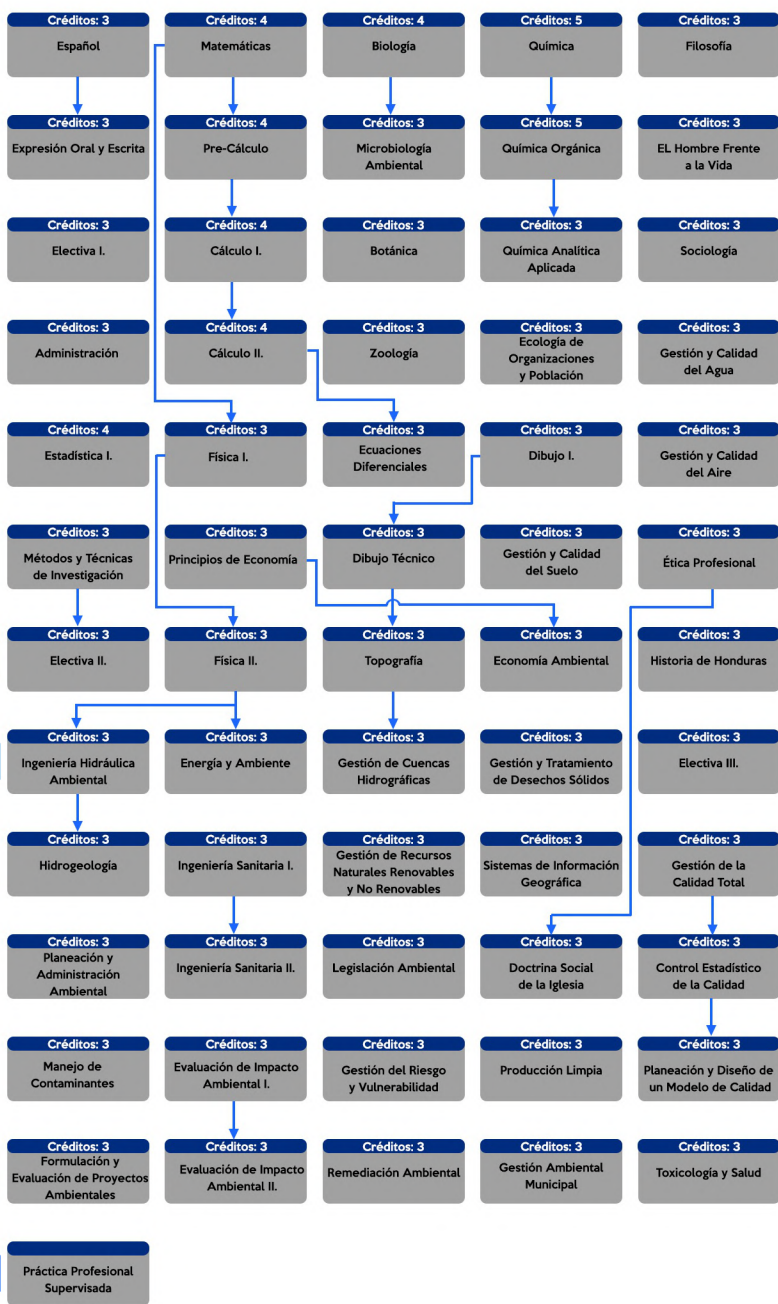 Créditos: 3
Español
Créditos: 4
Matemáticas
Créditos: 4
Biología
Créditos: 5
Química
Créditos: 3
Filosofía
Créditos: 3
Expresión Oral y Escrita
Créditos: 4
Pre-Cálculo
Créditos: 3
Microbiología
Ambiental
Créditos: 5
Química Orgánica
Créditos: 3
EL Hombre Frente
a la Vida
Créditos: 3
Electiva I.
Créditos: 4
Cálculo I.
Créditos: 3
Botánica
Créditos: 3
Química Analítica
Aplicada
Créditos: 3
Sociología
Créditos: 3
Administración
Créditos: 4
Cálculo II.
Créditos: 3
Zoología
Créditos: 3
Ecología de
Organizaciones
y Población
Créditos: 3
Gestión y Calidad
del Agua
Créditos: 4
Estadística I.
Créditos: 3
Física I.
Créditos: 3
Ecuaciones
Diferenciales
Créditos: 3
Dibujo I.
Créditos: 3
Gestión y Calidad
del Aire
Créditos: 3
Métodos y Técnicas
de Investigación
Créditos: 3
Principios de Economía
Créditos: 3
Dibujo Técnico
Créditos: 3
Gestión y Calidad
del Suelo
Créditos: 3
Ética Profesional
Créditos: 3
Electiva II.
Créditos: 3
Física II.
Créditos: 3
Topografía
Créditos: 3
Economía Ambiental
Créditos: 3
Historia de Honduras
Créditos: 3
Ingeniería Hidráulica
Ambiental
Créditos: 3
Energía y Ambiente
Créditos: 3
Gestión de Cuencas
Hidrográficas
Créditos: 3
Gestión y Tratamiento
de Desechos Sólidos
Créditos: 3
Electiva III.
Créditos: 3
Hidrogeología
Créditos: 3
Ingeniería Sanitaria I.
Créditos: 3
Gestión de Recursos
Naturales Renovables
y No Renovables
Créditos: 3
Sistemas de Información
Geográfica
Créditos: 3
Gestión de la
Calidad Total
Créditos: 3
Planeación y
Administración
Ambiental
Créditos: 3
Ingeniería Sanitaria II.
Créditos: 3
Legislación Ambiental
Créditos: 3
Doctrina Social
de la Iglesia
Créditos: 3
Control Estadístico
de la Calidad
Créditos: 3
Manejo de
Contaminantes
Créditos: 3
Evaluación de Impacto
Ambiental I.
Créditos: 3
Gestión del Riesgo
y Vulnerabilidad
Créditos: 3
Producción Limpia
Créditos: 3
Planeación y Diseño de
un Modelo de Calidad
Créditos: 3
Formulación y
Evaluación de Proyectos
Ambientales
Créditos: 3
Evaluación de Impacto
Ambiental II.
Créditos: 3
Remediación Ambiental
Créditos: 3
Gestión Ambiental
Municipal
Créditos: 3
Toxicología y Salud
Práctica Profesional
Supervisada